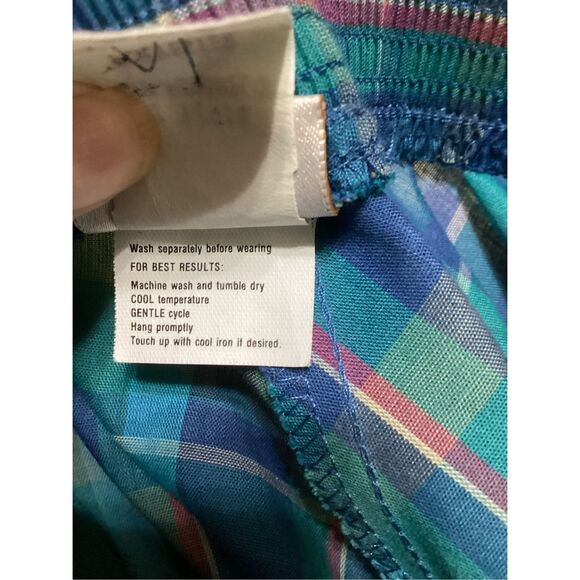 Wash separately before wearing
FOR BEST RESULTS:
Machine wash and tumble dry
COOL temperature
GENTLE cycle
Hang promptly
Touch up with cool iron if desired.